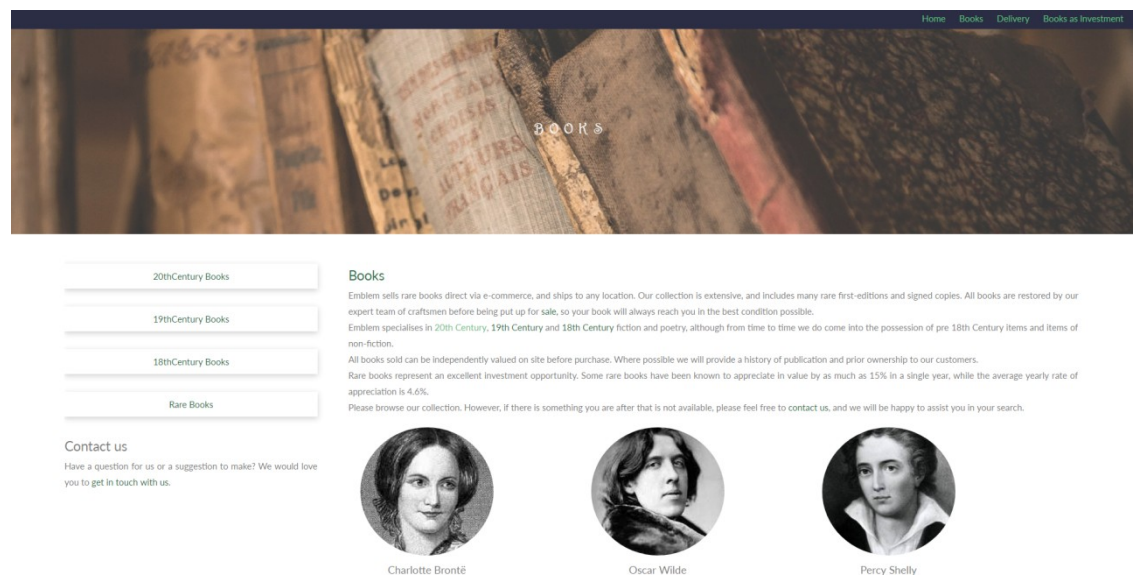 Home Books Delivery Books as Investment
BOOKS
20thCentury Books
19thCentury Books
18thCentury Books
Rare Books
Contact us
Have a question for us or a suggestion to make? We would love
you to get in touch with us.
Books
Emblem sells rare books direct via e-commerce, and ships to any location. Our collection is extensive, and includes many rare first-editions and signed copies. All books are restored by our
expert team of craftsmen before being put up for sale, so your book will always reach you in the best condition possible.
Emblem specialises in 20th Century, 19th Century and 18th Century fiction and poetry, although from time to time we do come into the possession of pre 18th Century items and items of
non-fiction.
All books sold can be independently valued on site before purchase. Where possible we will provide a history of publication and prior ownership to our customers.
Rare books represent an excellent investment opportunity. Some rare books have been known to appreciate in value by as much as 15% in a single year, while the average yearly rate of
appreciation is 4.6%.
Please browse our collection. However, if there is something you are after that is not available, please feel free to contact us, and we will be happy to assist you in your search.
Charlotte Brontë
Oscar Wilde
Percy Shelly